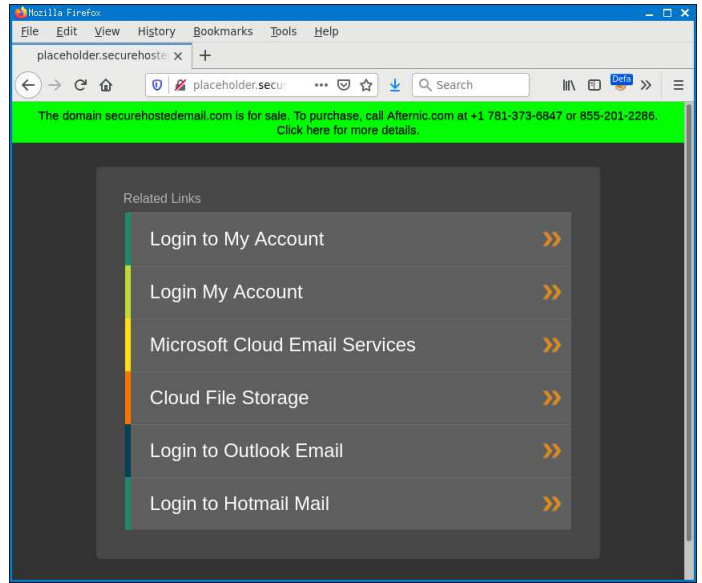 Mozilla Firefox
File Edit View History Bookmarks Tools Help
placeholder.securehoste
placeholder.secu Search Defa
The domain securehostedemail.com is for sale. To purchase, call Afternic.com at +1 781-373-6847 or 855-201-2286.
Click here for more details.
Related Links
Login to My Account
Login My Account
Microsoft Cloud Email Services
Cloud File Storage
Login to Outlook Email
Login to Hotmail Mail